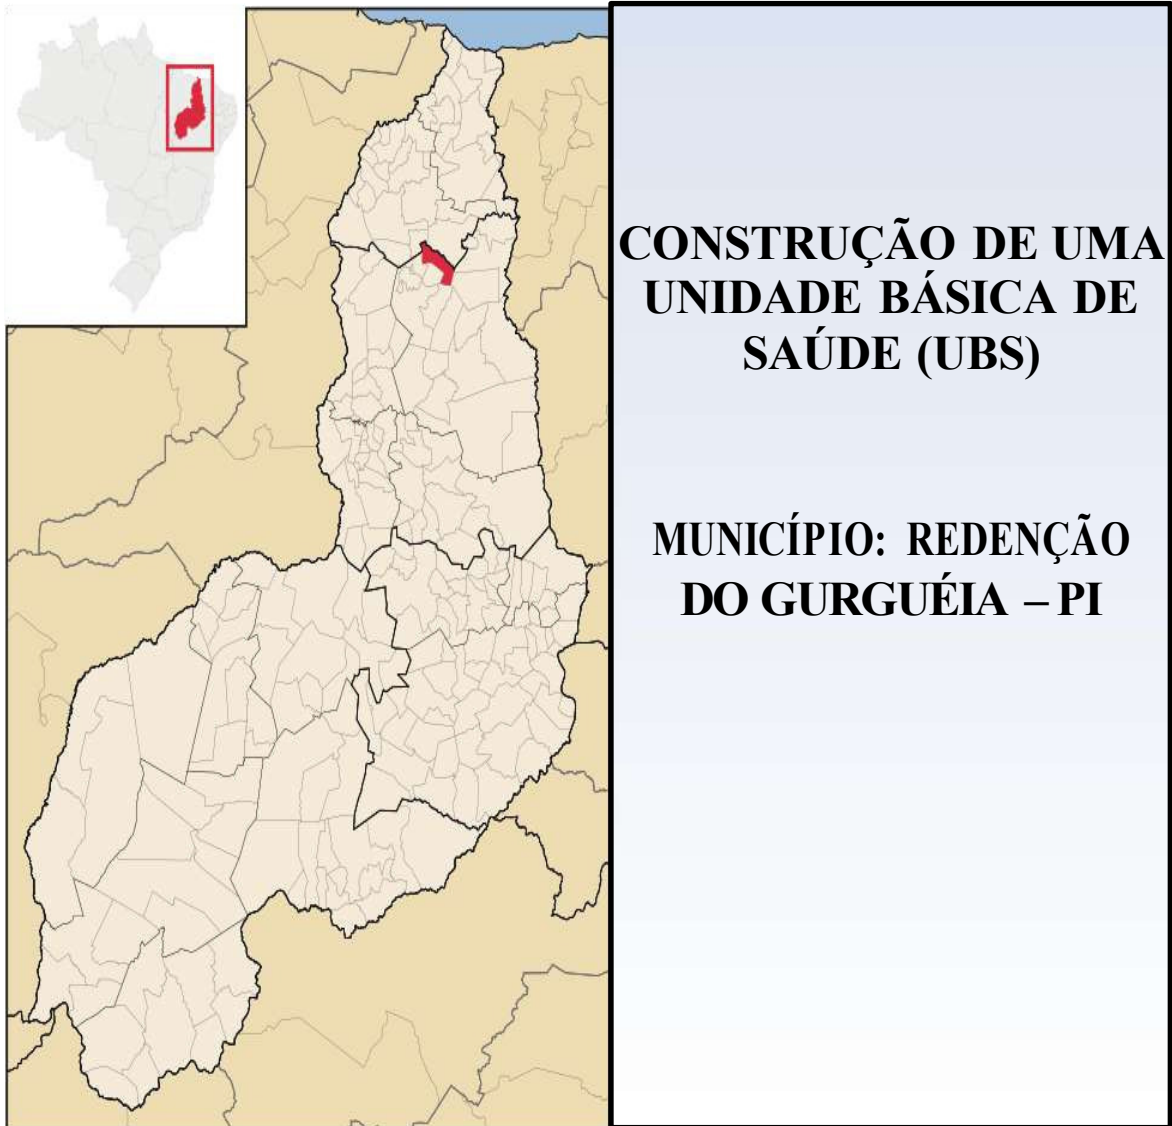 CONSTRUÇÃO DE UMA
UNIDADE BÁSICA DE
SAÚDE (UBS)
MUNICÍPIO: REDENÇÃO
DO GURGUÉIA – PI